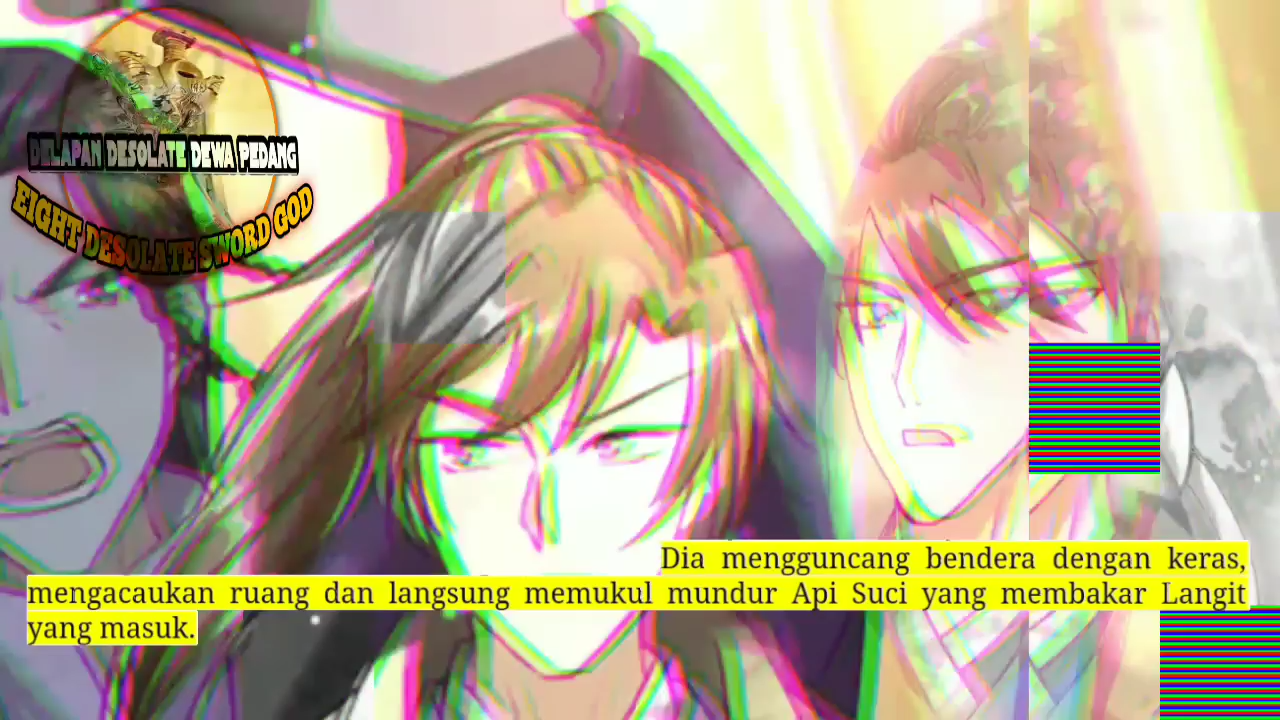 DELAPAN DESOLATE DEWA PEDANG
EIGHT DESOLATE SWORD GOD
Dia mengguncang bendera dengan keras,
mengacaukan ruang dan langsung memukul mundur Api Suci yang membakar Langit
yang masuk.